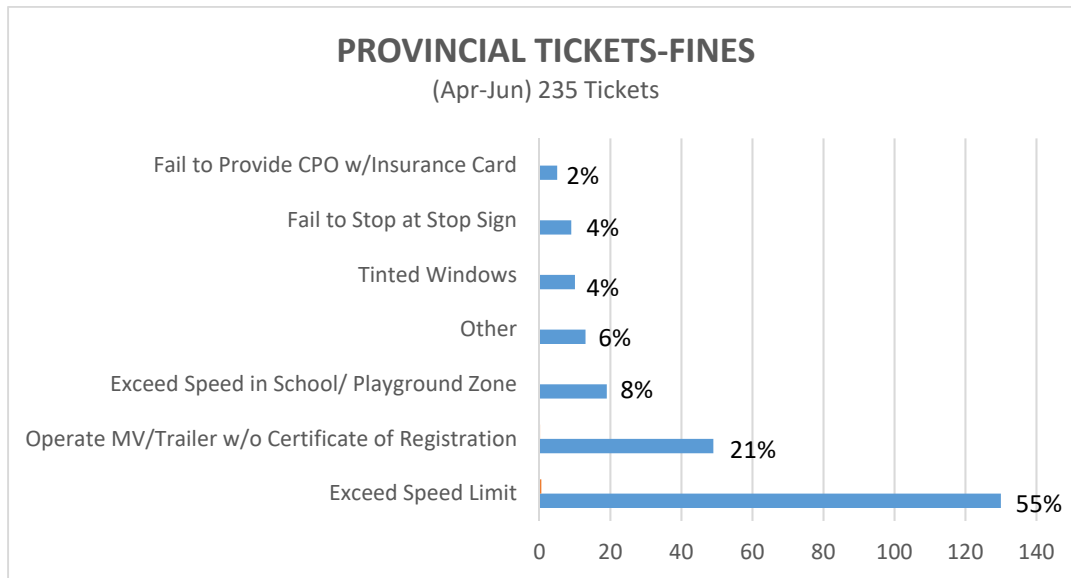 PROVINCIAL TICKETS-FINES
(Apr-Jun) 235 Tickets
Fail to Provide CPO w/Insurance Card
2%
Fail to Stop at Stop Sign
4%
Tinted Windows
4%
Other
6%
Exceed Speed in School/ Playground Zone
8%
Operate MV/Trailer w/o Certificate of Registration
21%
Exceed Speed Limit
55%
0 20 40 60 80 100 120 140